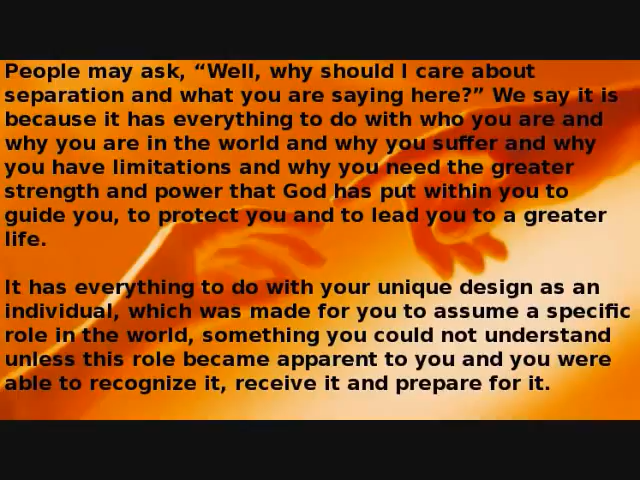 People may ask, “Well, why should I care about
separation and what you are saying here?” We say it is
because it has everything to do with who you are and
why you are in the world and why you suffer and why
you have limitations and why you need the greater
strength and power that God has put within you to
guide you, to protect you and to lead you to a greater
life.
It has everything to do with your unique design as an
individual, which was made for you to assume a specific
role in the world, something you could not understand
unless this role became apparent to you and you were
able to recognize it, receive it and prepare for it.